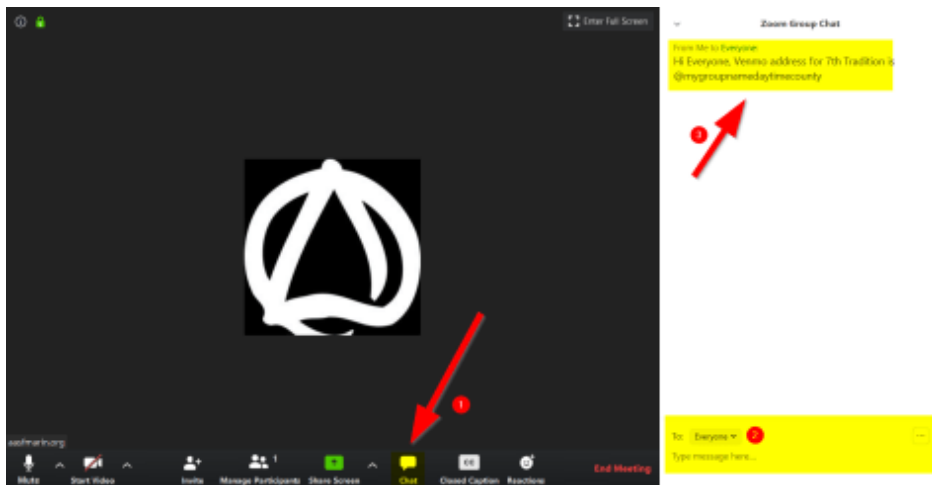 Enter Full Screen
Zoom Group Chat
From Me to Everyone
Hi Everyone, Venmo address for 7th Tradition is
@mygroupnamedaytimecounty
3
1
aasfmarin.org
To: Everyone 2
Type message here...
1
CC
Mute Start Video Invite Manage Participants Share Screen Chat Closed Caption Reactions End Meeting